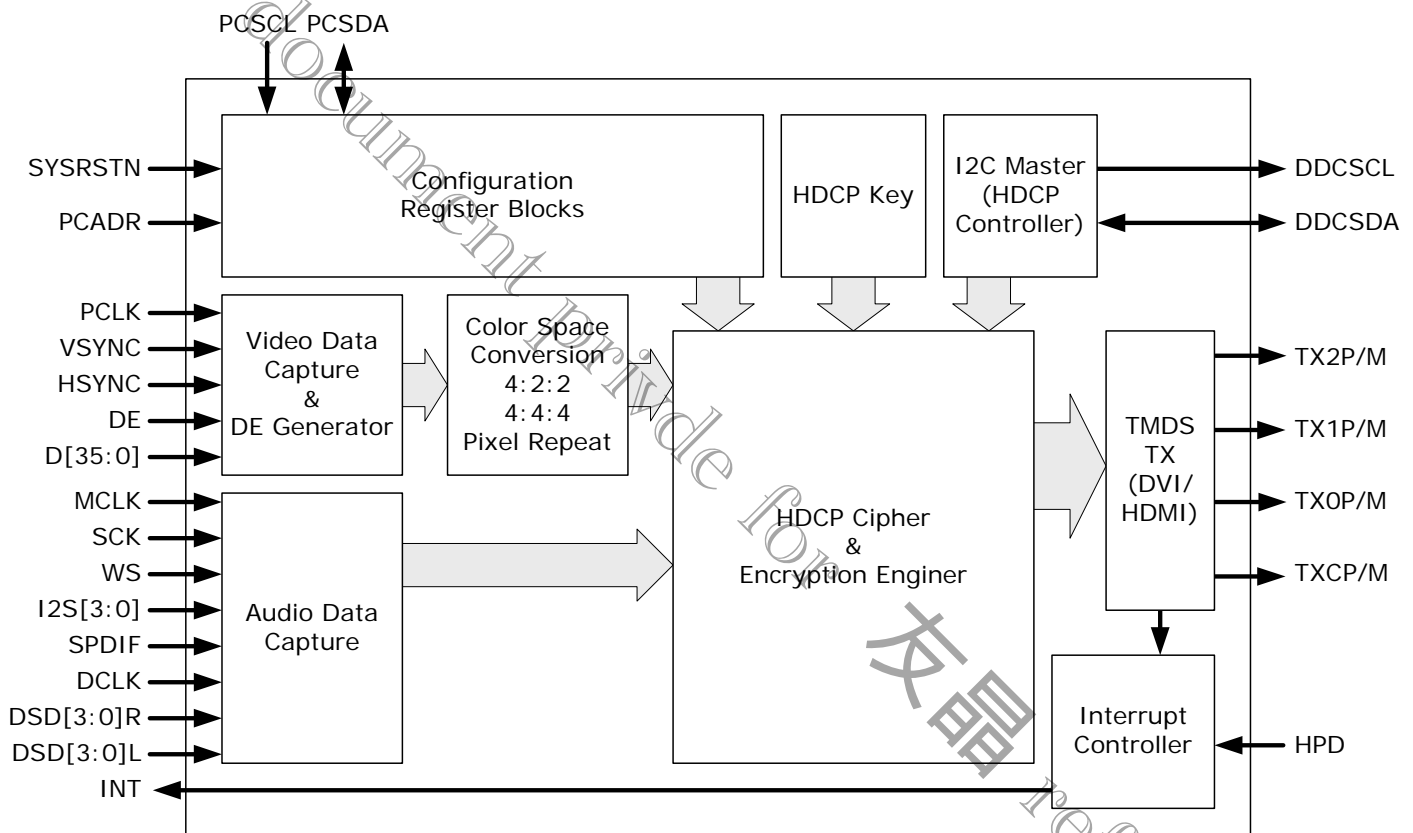 PCSCL PCSDA
SYSRSTN
PCADR
Configuration
Register Blocks
HDCP Key
I2C Master
(HDCP
Controller)
DDCSCL
DDCSDA
PCLK
VSYNC
HSYNC
DE
D[35:0]
Video Data
Capture
&
DE Generator
Color Space
Conversion
4:2:2
4:4:4
Pixel Repeat
MCLK
SCK
WS
I2S[3:0]
SPDIF
DCLK
DSD[3:0]R
DSD[3:0]L
INT
Audio Data
Capture
HDCP Cipher
&
Encryption Enginer
TMDS
TX
(DVI/
HDMI)
TX2P/M
TX1P/M
TX0P/M
TXCP/M
Interrupt
Controller
HPD
document privde for 友晶